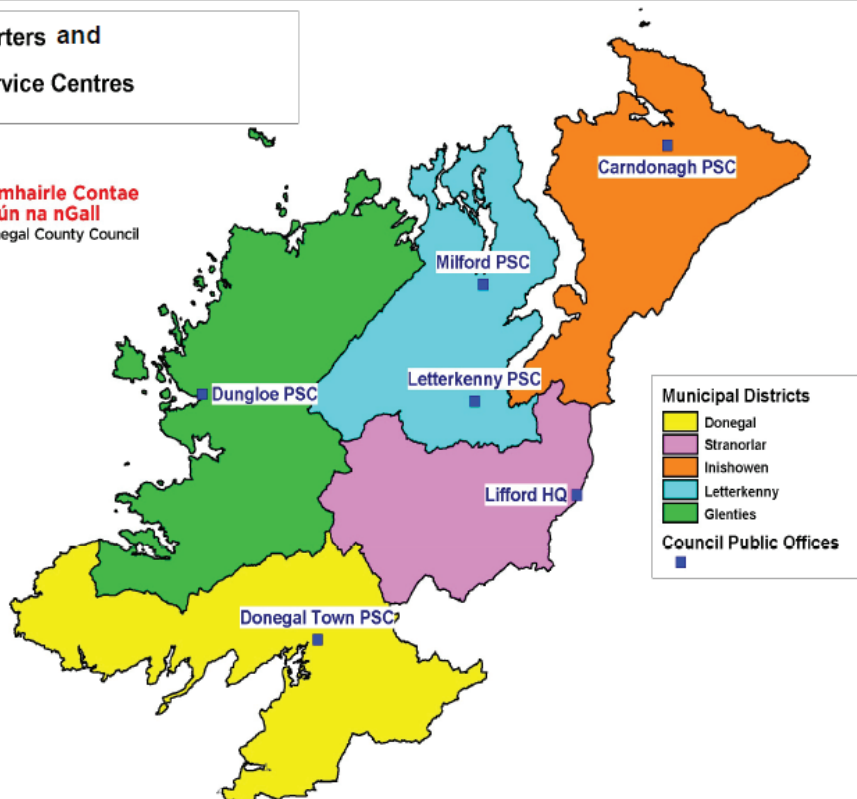 rters and
rvice Centres
mhairle Contae
ún na nGall
negal County Council
Carndonagh PSC
Milford PSC
Letterkenny PSC
Dungloe PSC
Lifford HQ
Donegal Town PSC
Municipal Districts
Donegal
Stranorlar
Inishowen
Letterkenny
Glenties
Council Public Offices